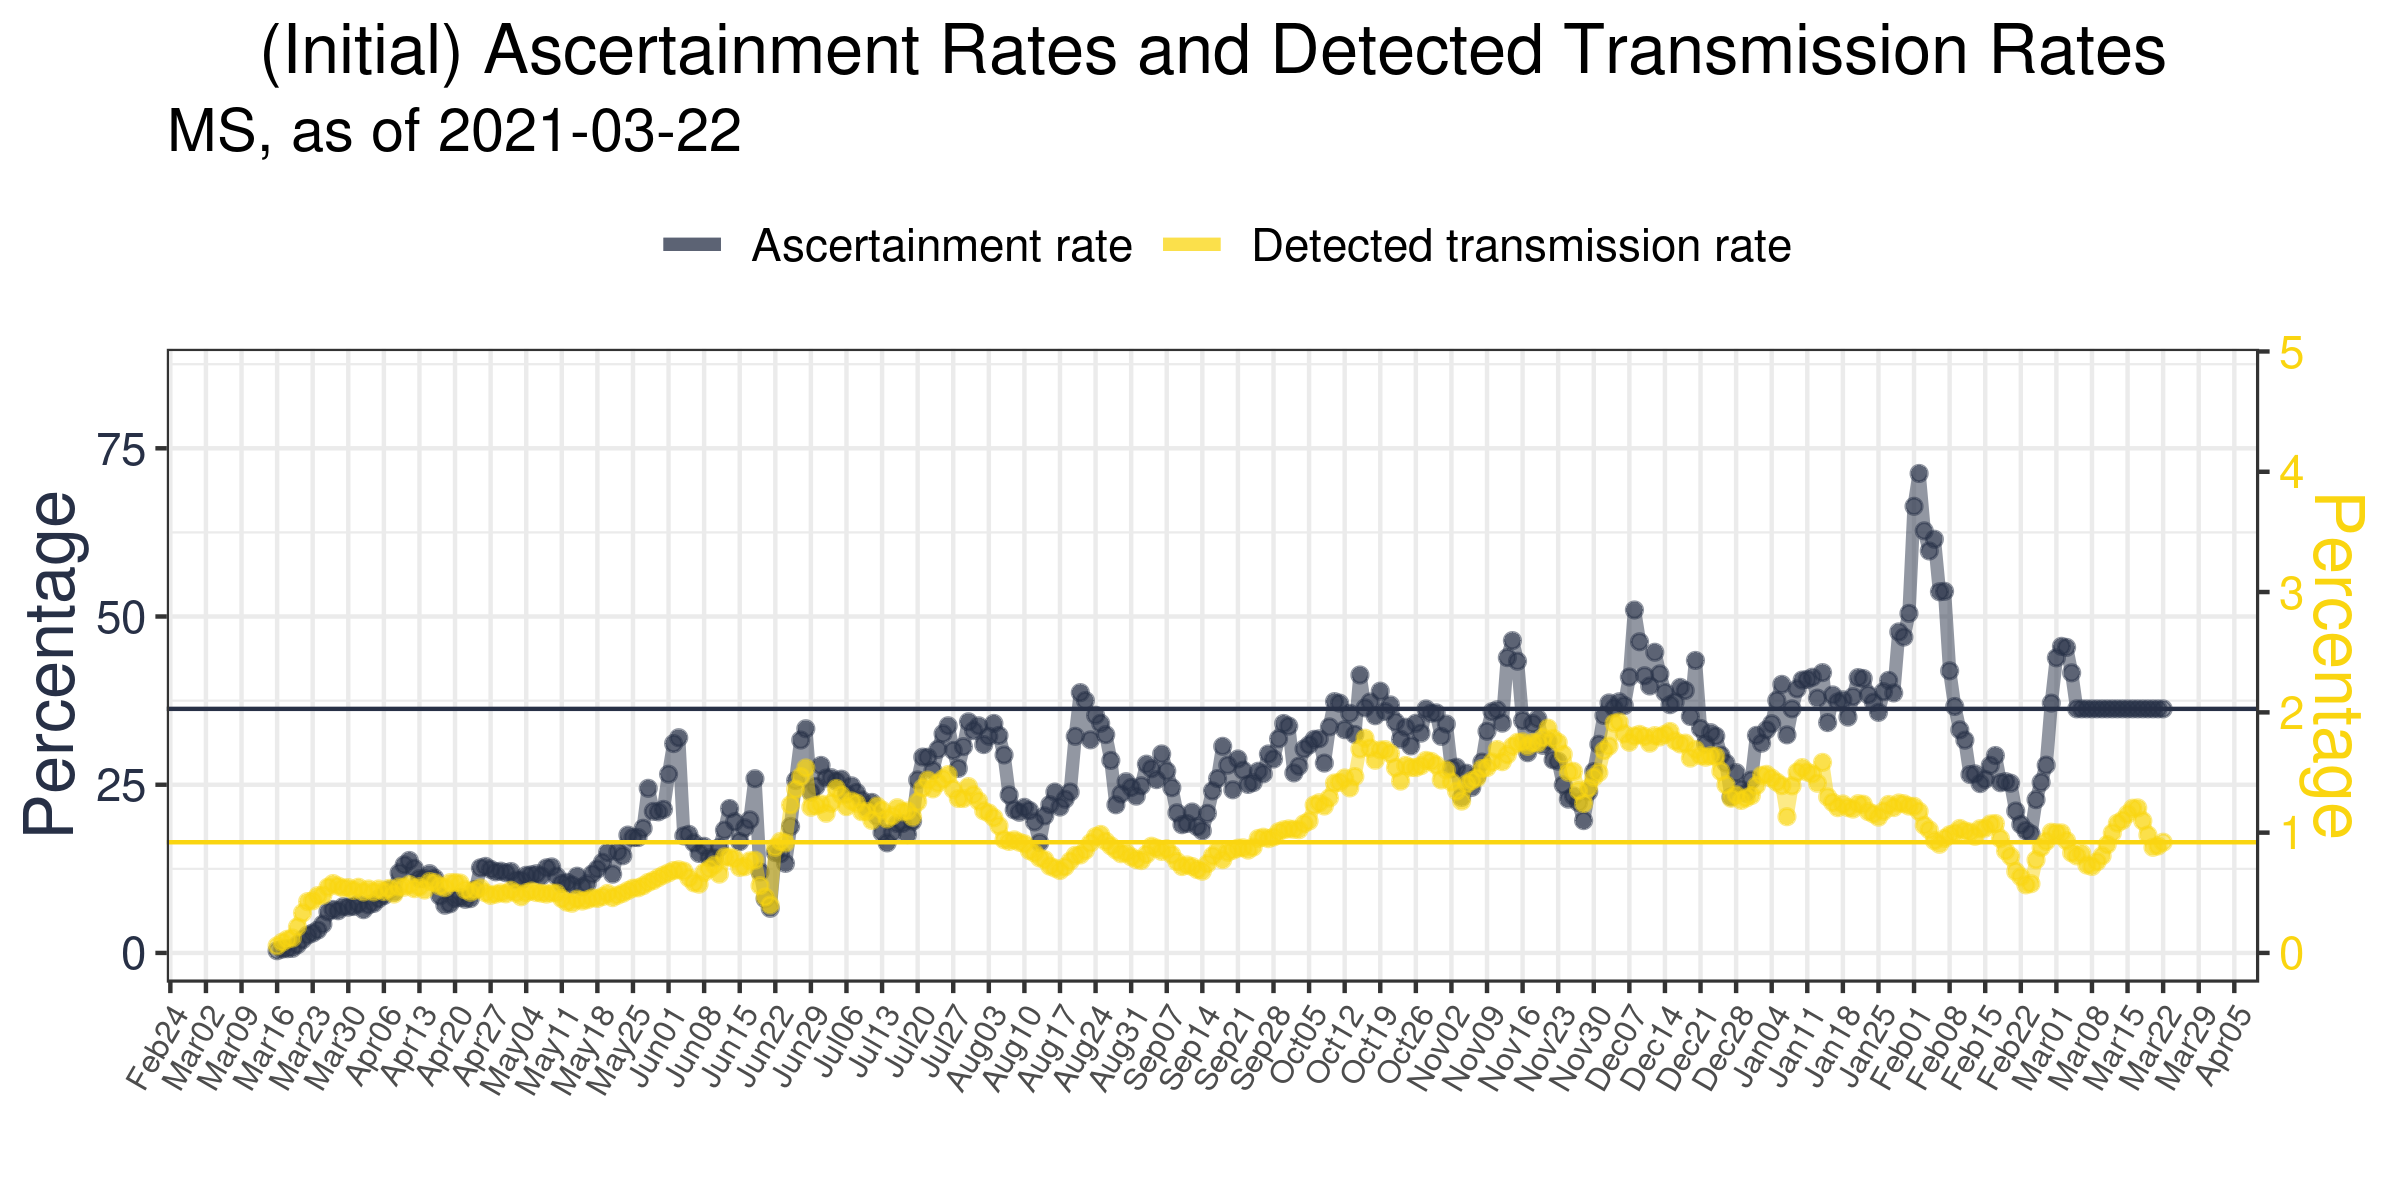 (Initial) Ascertainment Rates and Detected Transmission Rates
MS, as of 2021-03-22
Ascertainment rate
Detected transmission rate
Percentage
75
50
25
0
5
4
3
2
1
0
Percentage
Feb24
Mar02
Mar09
Mar16
Mar23
Mar30
Apr06
Apr13
Apr20
Apr27
May04
May11
May18
May25
Jun01
Jun08
Jun15
Jun22
Jun29
Jul06
Jul13
Jul20
Jul27
Aug03
Aug10
Aug17
Aug24
Aug31
Sep07
Sep14
Sep21
Sep28
Oct05
Oct12
Oct19
Oct26
Nov02
Nov09
Nov16
Nov23
Nov30
Dec07
Dec14
Dec21
Dec28
Jan04
Jan11
Jan18
Jan25
Feb01
Feb08
Feb15
Feb22
Mar01
Mar08
Mar15
Mar22
Mar29
Apr05